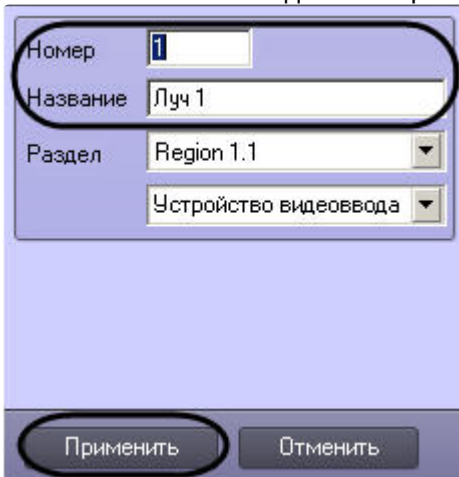 Номер 1
Название Луч 1
Раздел Region 1.1
Устройство видеоввода
Применить Отменить